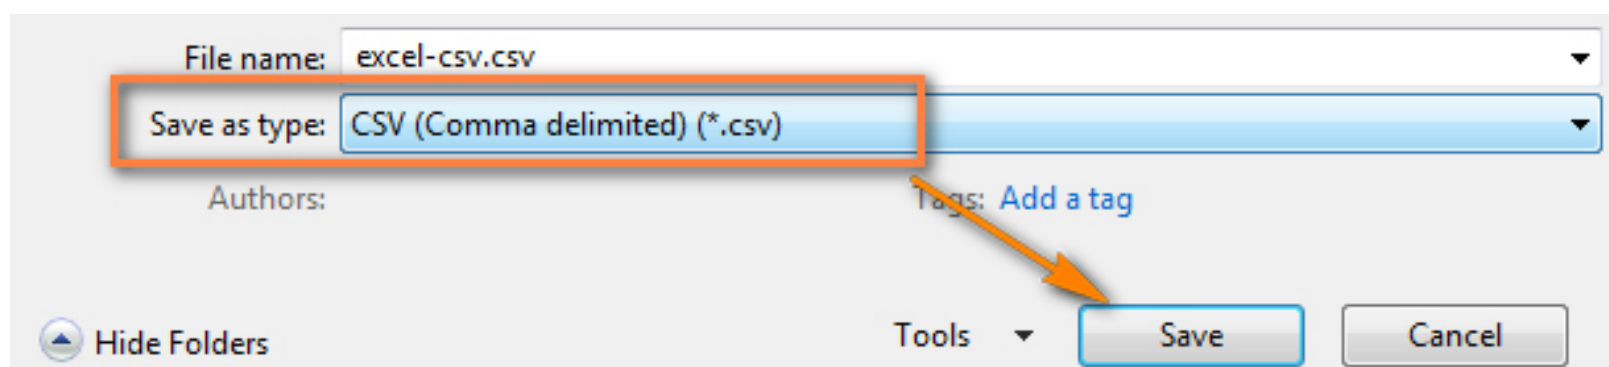 File name: excel-csv.csv
Save as type: CSV (Comma delimited) (*.csv)
Authors: Tags: Add a tag
Hide Folders Tools Save Cancel